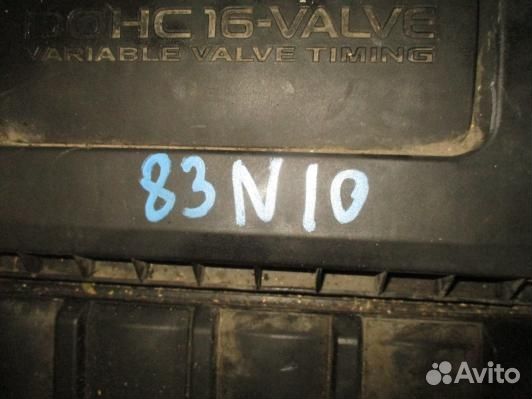 DOHC 16-VALVE
VARIABLE VALVE TIMING
83N10
Avito